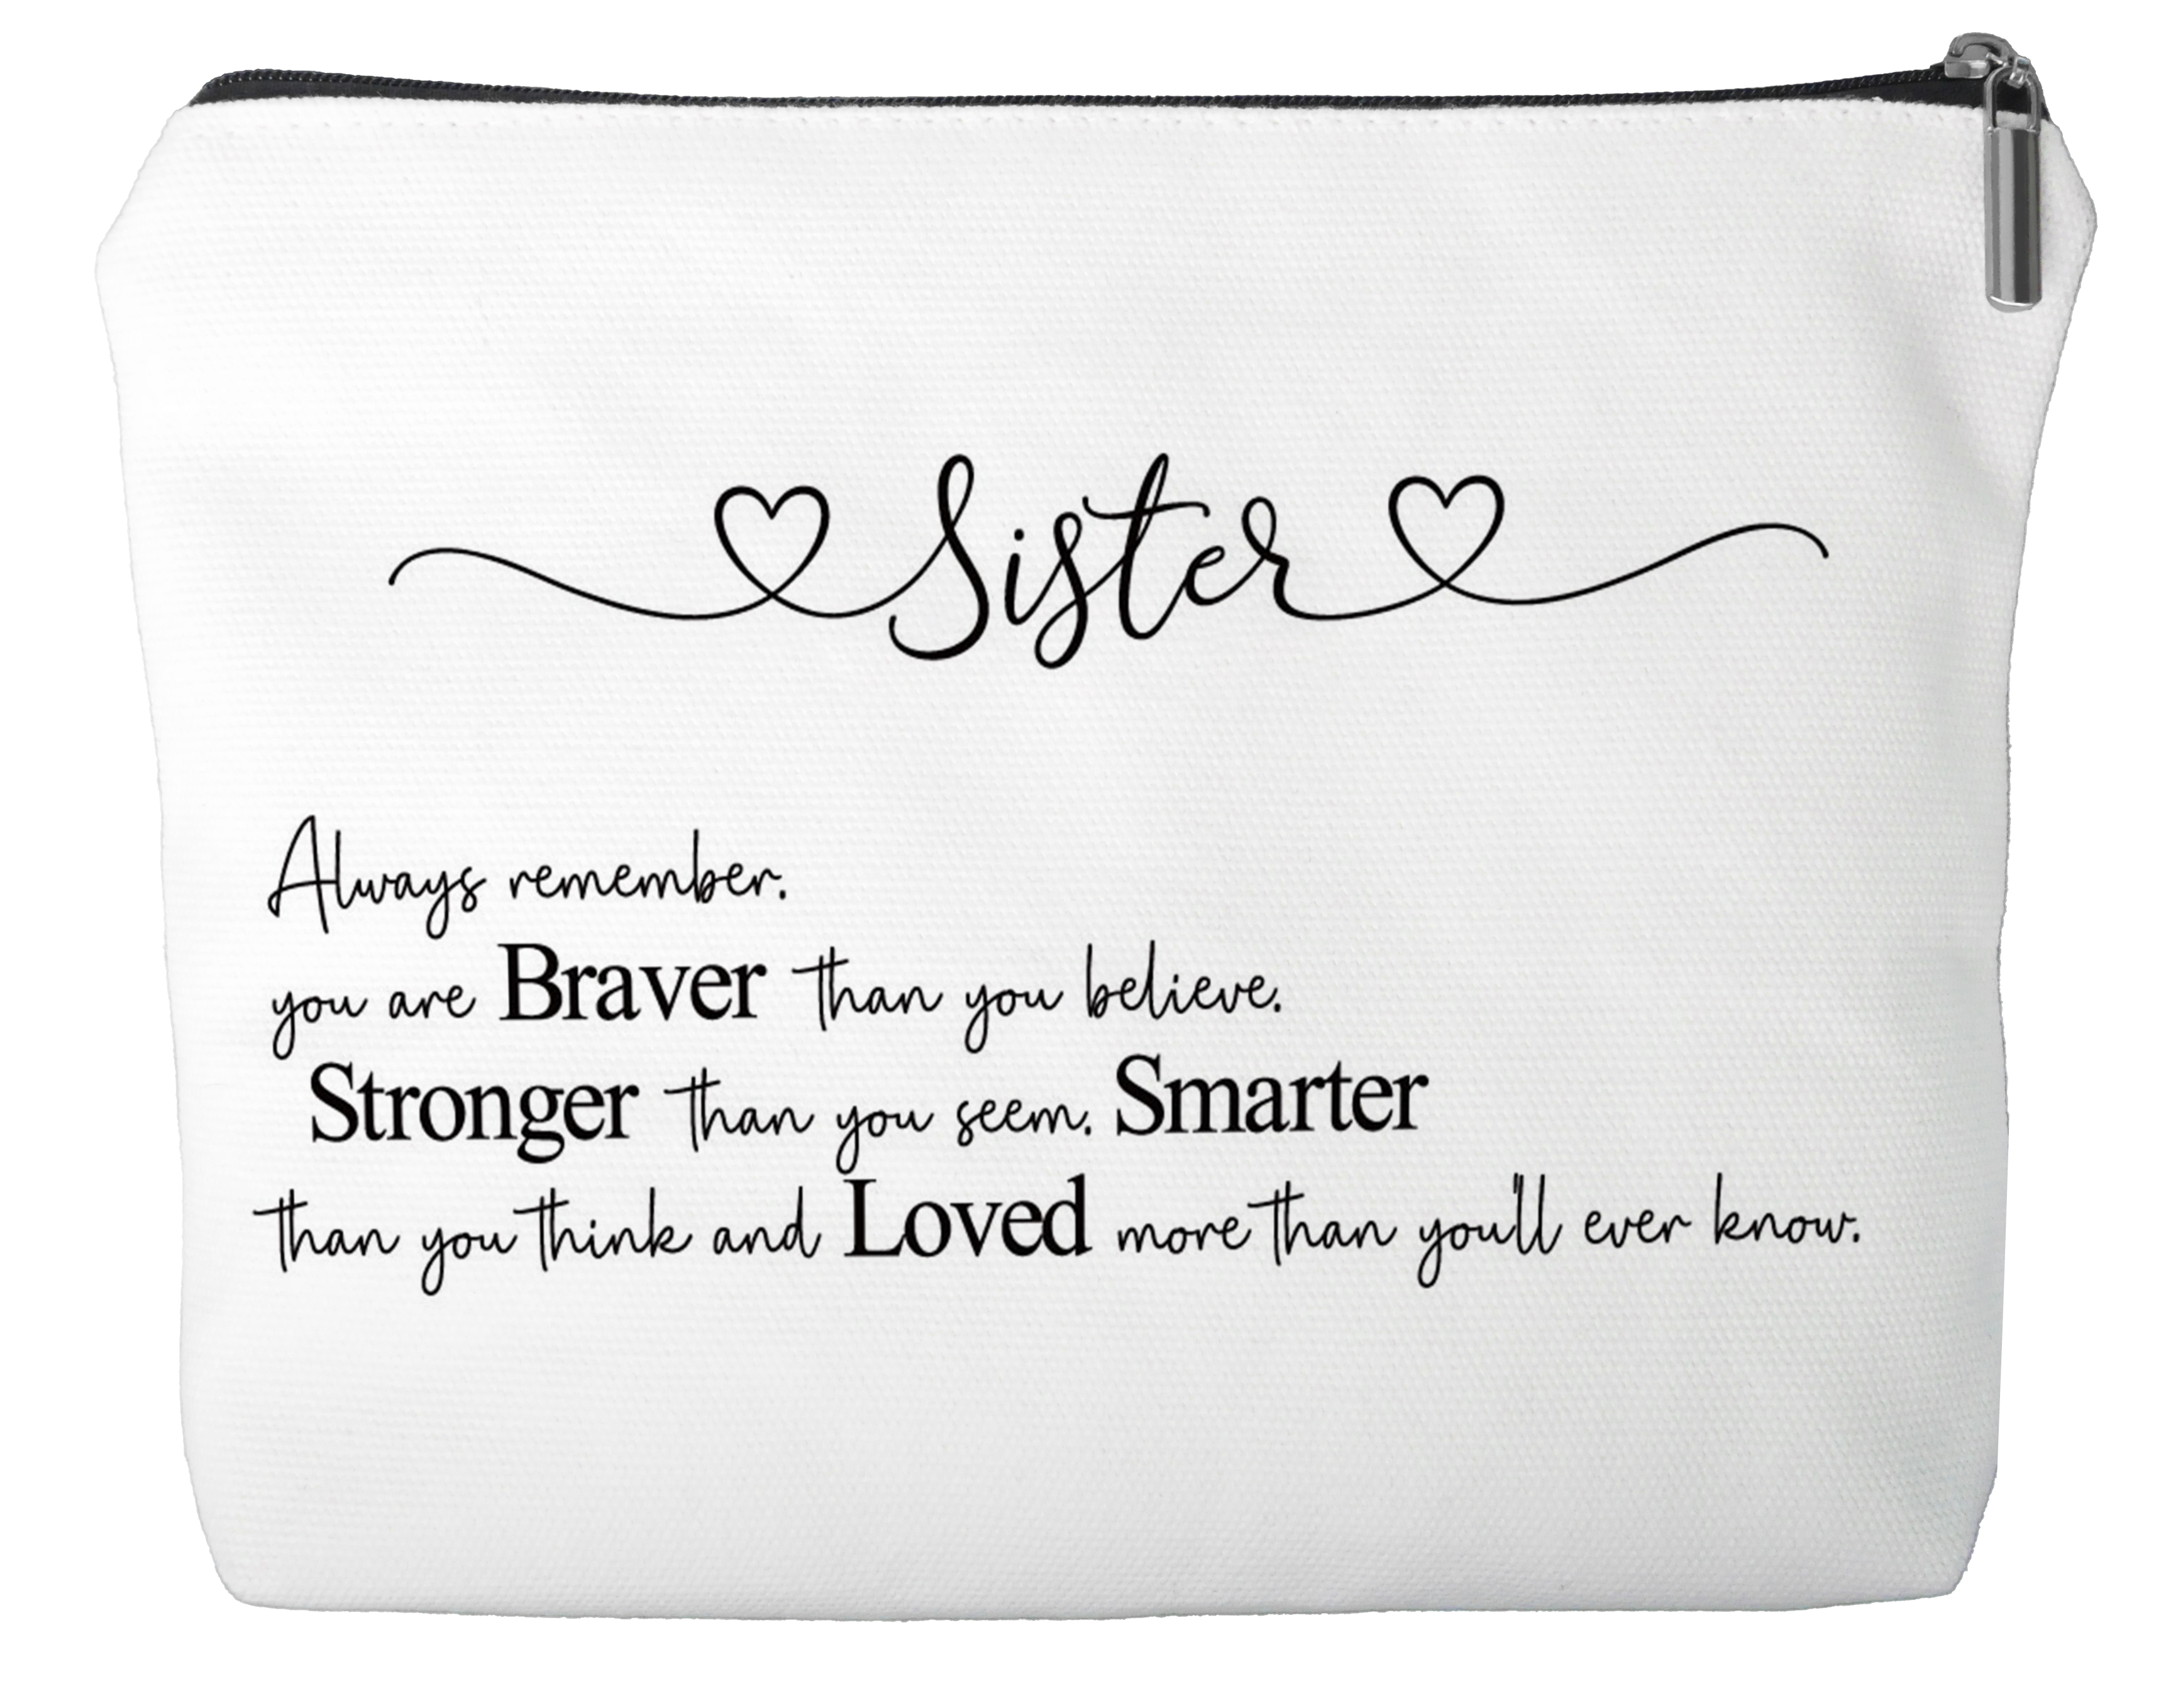 Sister
Always remember.
you are Braver than you believe.
Stronger than you seem. Smarter
than you think and Loved more than you'll ever know.